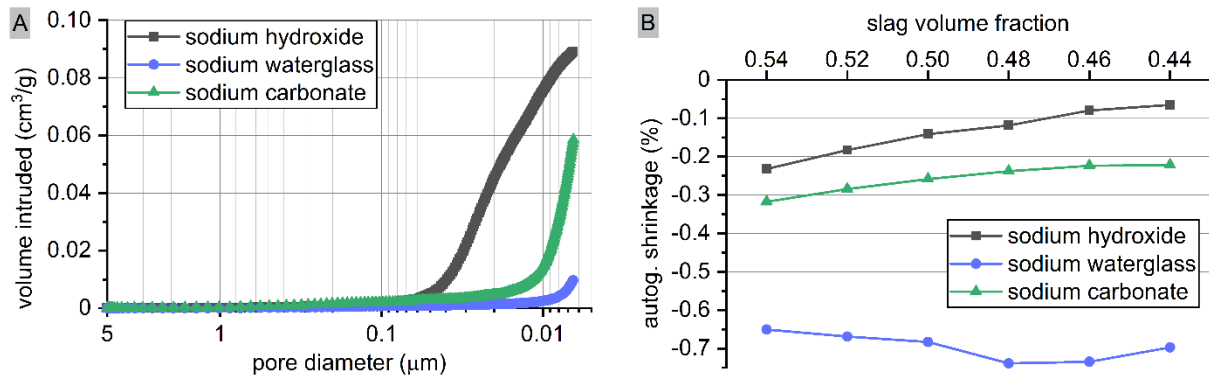 A
volume intruded (cm³/g)
0.10
0.08
0.06
0.04
0.02
0
sodium hydroxide
sodium waterglass
sodium carbonate
5
1
0.1
0.01
pore diameter (μm)
B
slag volume fraction
0.54 0.52 0.50 0.48 0.46 0.44
autog. shrinkage (%)
0
-0.1
-0.2
-0.3
-0.4
-0.5
-0.6
-0.7
sodium hydroxide
sodium waterglass
sodium carbonate